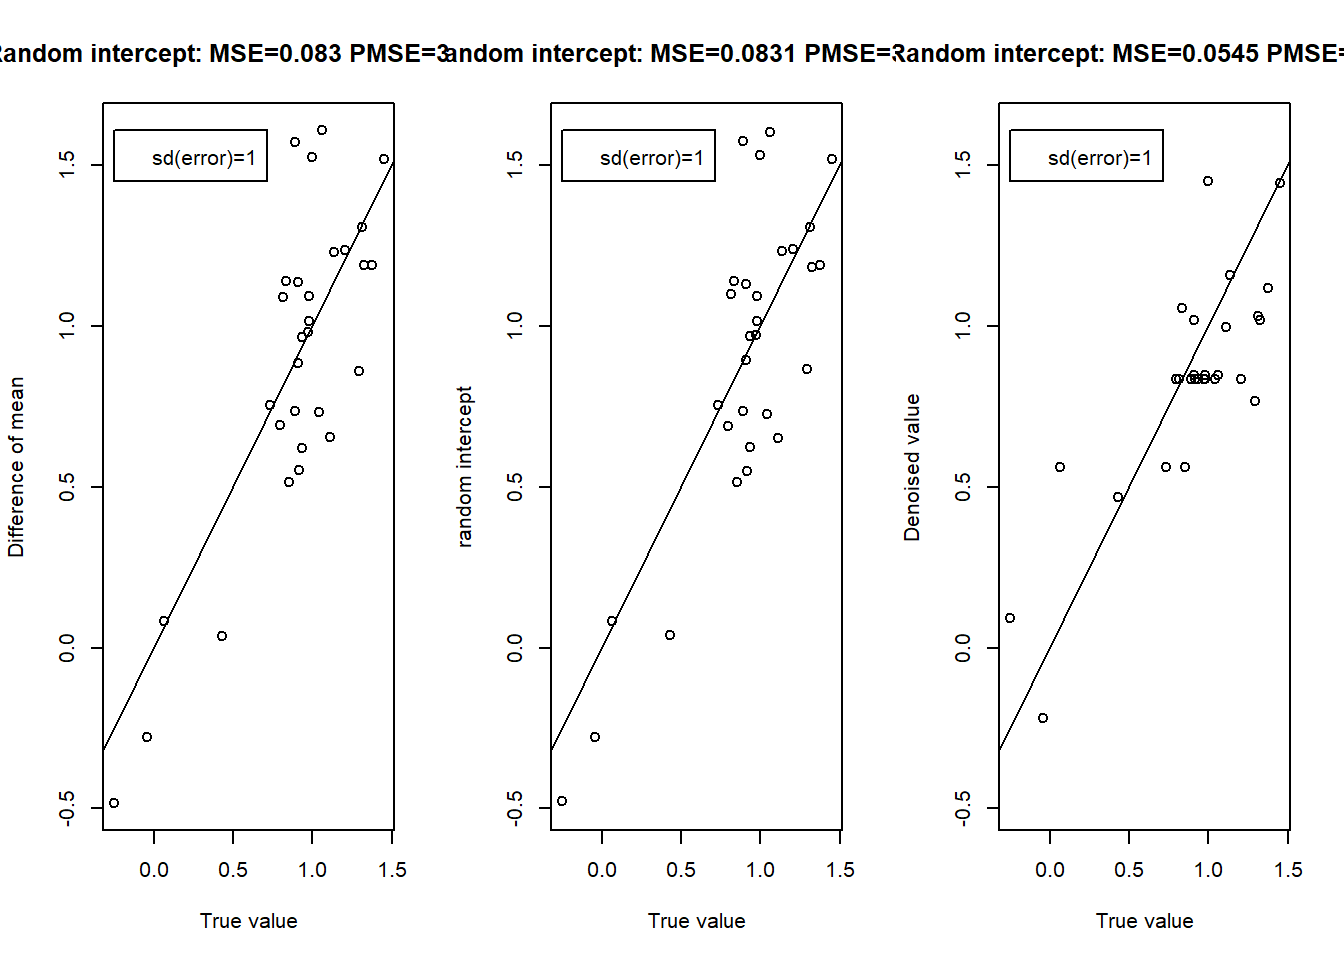 Random intercept: MSE=0.083 PMSE=3
andom intercept: MSE=0.0831 PMSE=
Random intercept: MSE=0.0545 PMSE=
sd(error)=1
sd(error)=1
sd(error)=1
Difference of mean
-0.5 0.0 0.5 1.0 1.5
0.0 0.5 1.0 1.5
True value
random intercept
-0.5 0.0 0.5 1.0 1.5
0.0 0.5 1.0 1.5
True value
Denoised value
-0.5 0.0 0.5 1.0 1.5
0.0 0.5 1.0 1.5
True value